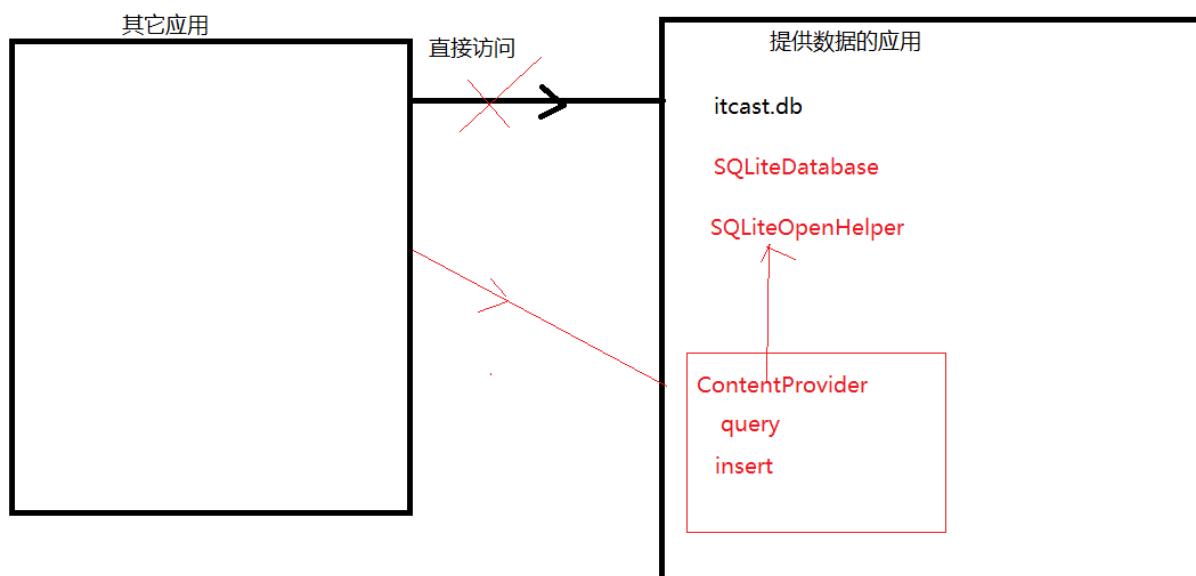 其它应用
直接访问
提供数据的应用
itcast.db
SQLiteDatabase
SQLiteOpenHelper
ContentProvider
query
insert